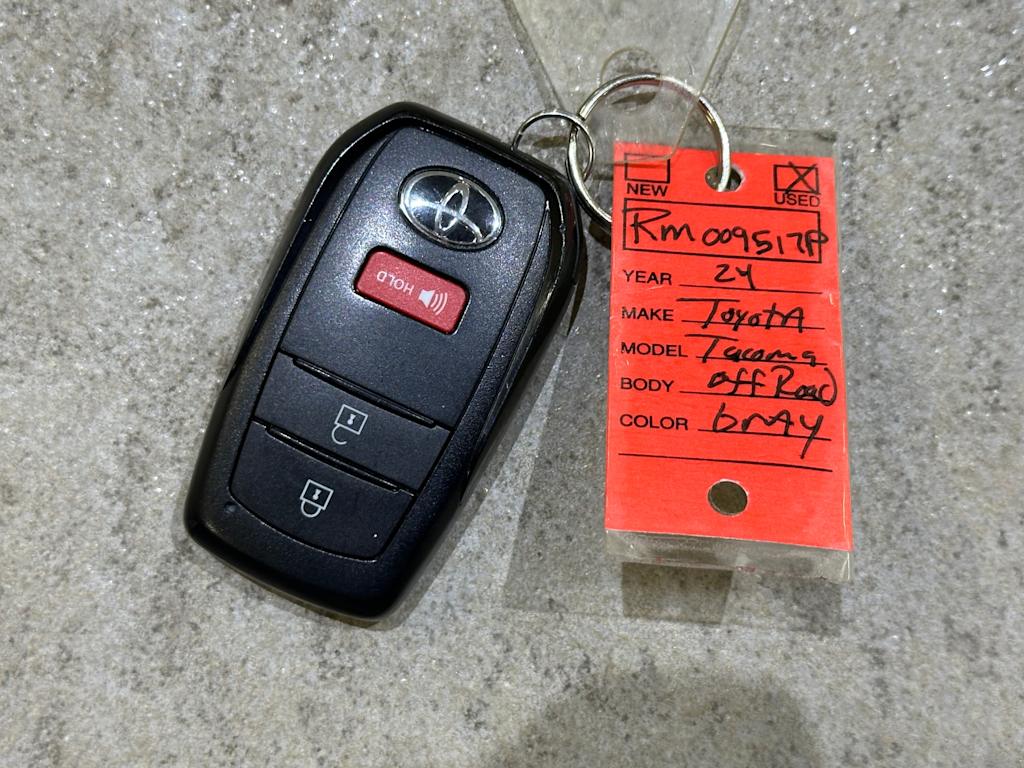 HOLD
NEW
USED
Rm009517P
YEAR 24
MAKE Toyota
MODEL Tacoma
BODY off Road
COLOR GrAy